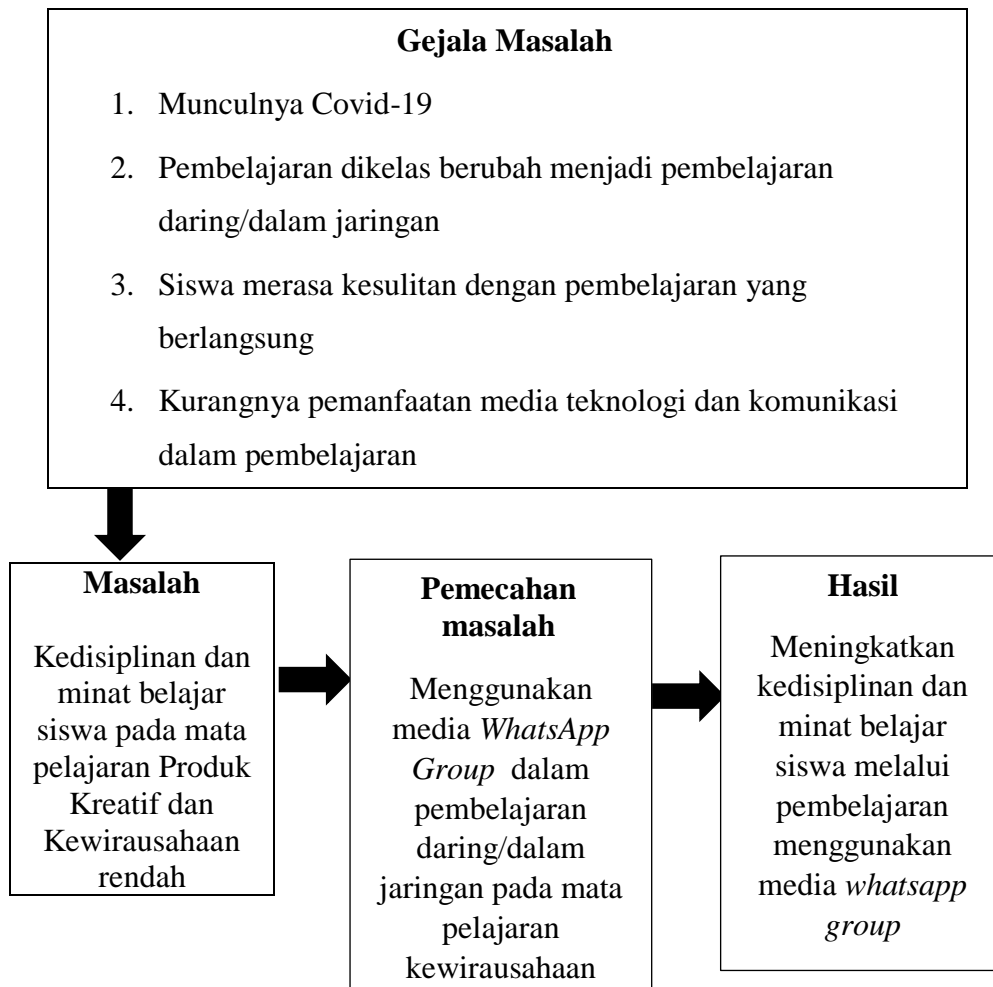 Gejala Masalah
1. Munculnya Covid-19
2. Pembelajaran dikelas berubah menjadi pembelajaran
daring/dalam jaringan
3. Siswa merasa kesulitan dengan pembelajaran yang
berlangsung
4. Kurangnya pemanfaatan media teknologi dan komunikasi
dalam pembelajaran
Masalah
Kedisiplinan dan
minat belajar
siswa pada mata
pelajaran Produk
Kreatif dan
Kewirausahaan
rendah
Pemecahan
masalah
Menggunakan
media WhatsApp
Group dalam
pembelajaran
daring/dalam
jaringan pada mata
pelajaran
kewirausahaan
Hasil
Meningkatkan
kedisiplinan dan
minat belajar
siswa melalui
pembelajaran
menggunakan
media whatsapp
group